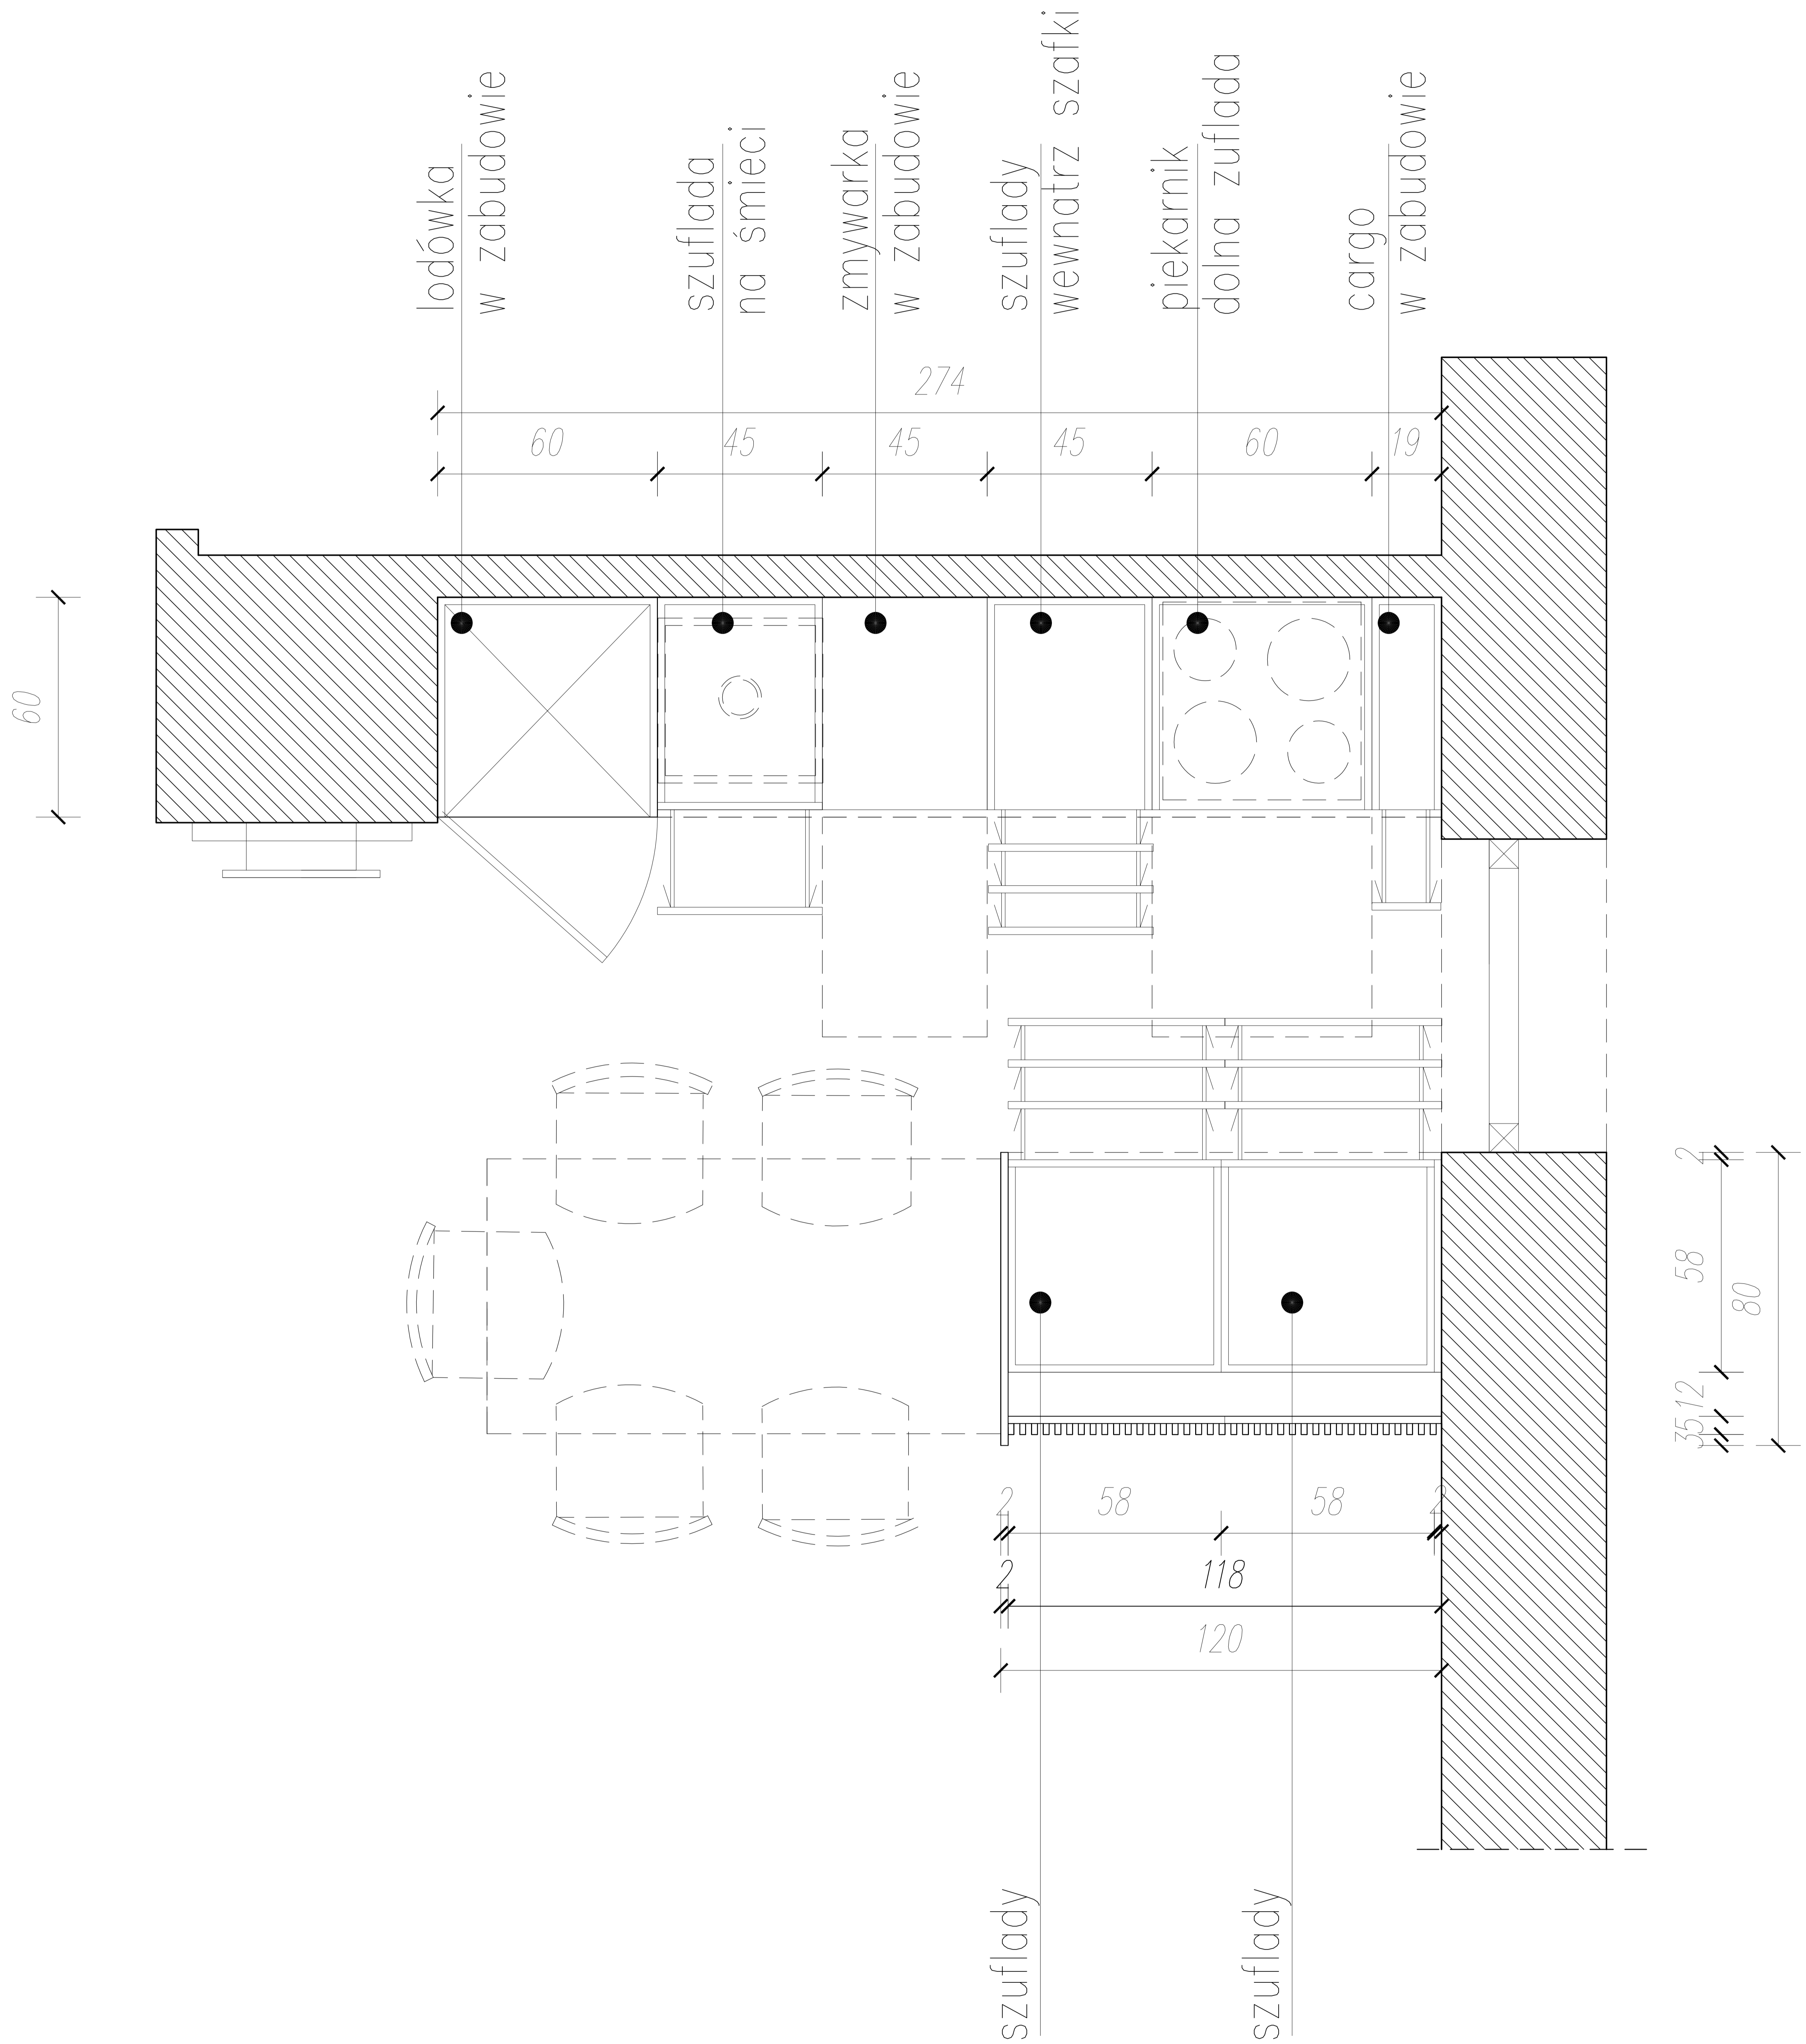 lodówka
w zabudowie
szuflada
na śmieci
zmywarka
w zabudowie
szuflady
wewnatrz szafki
piekarnik
dolna zuflada
cargo
w zabudowie
274
60
45
45
45
60
19
60
2
58
80
12
35
2
58
58
2
2
118
120
szuflady
szuflady